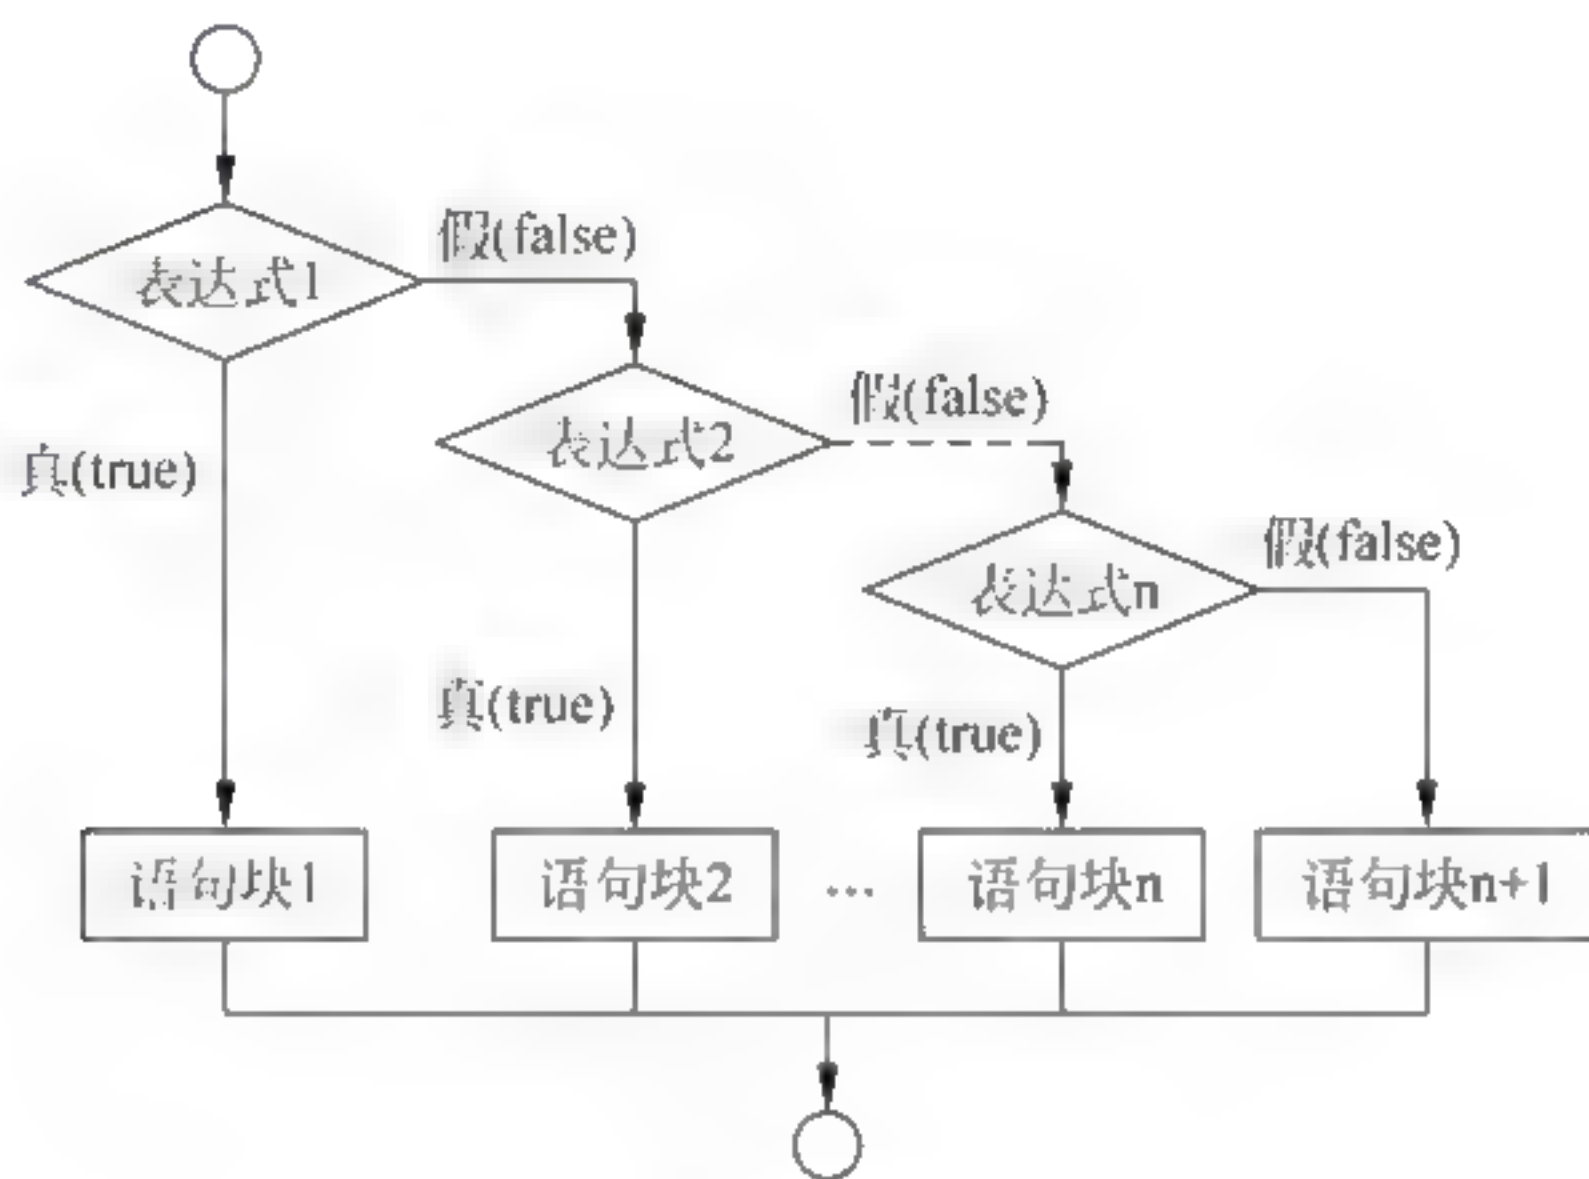 假(false)
表达式1
假(false)
表达式2
真(true)
假(false)
表达式n
真(true)
真(true)
语句块1
语句块2
...
语句块n
语句块n+1